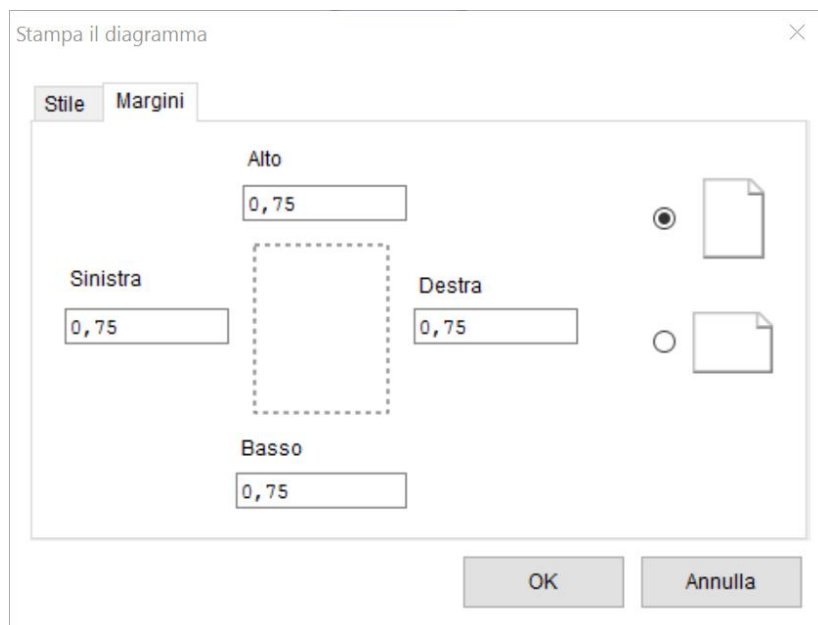 Stampa il diagramma
Stile
Margini
Alto
0,75
Sinistra
0,75
Destra
0,75
Basso
0,75
OK
Annulla